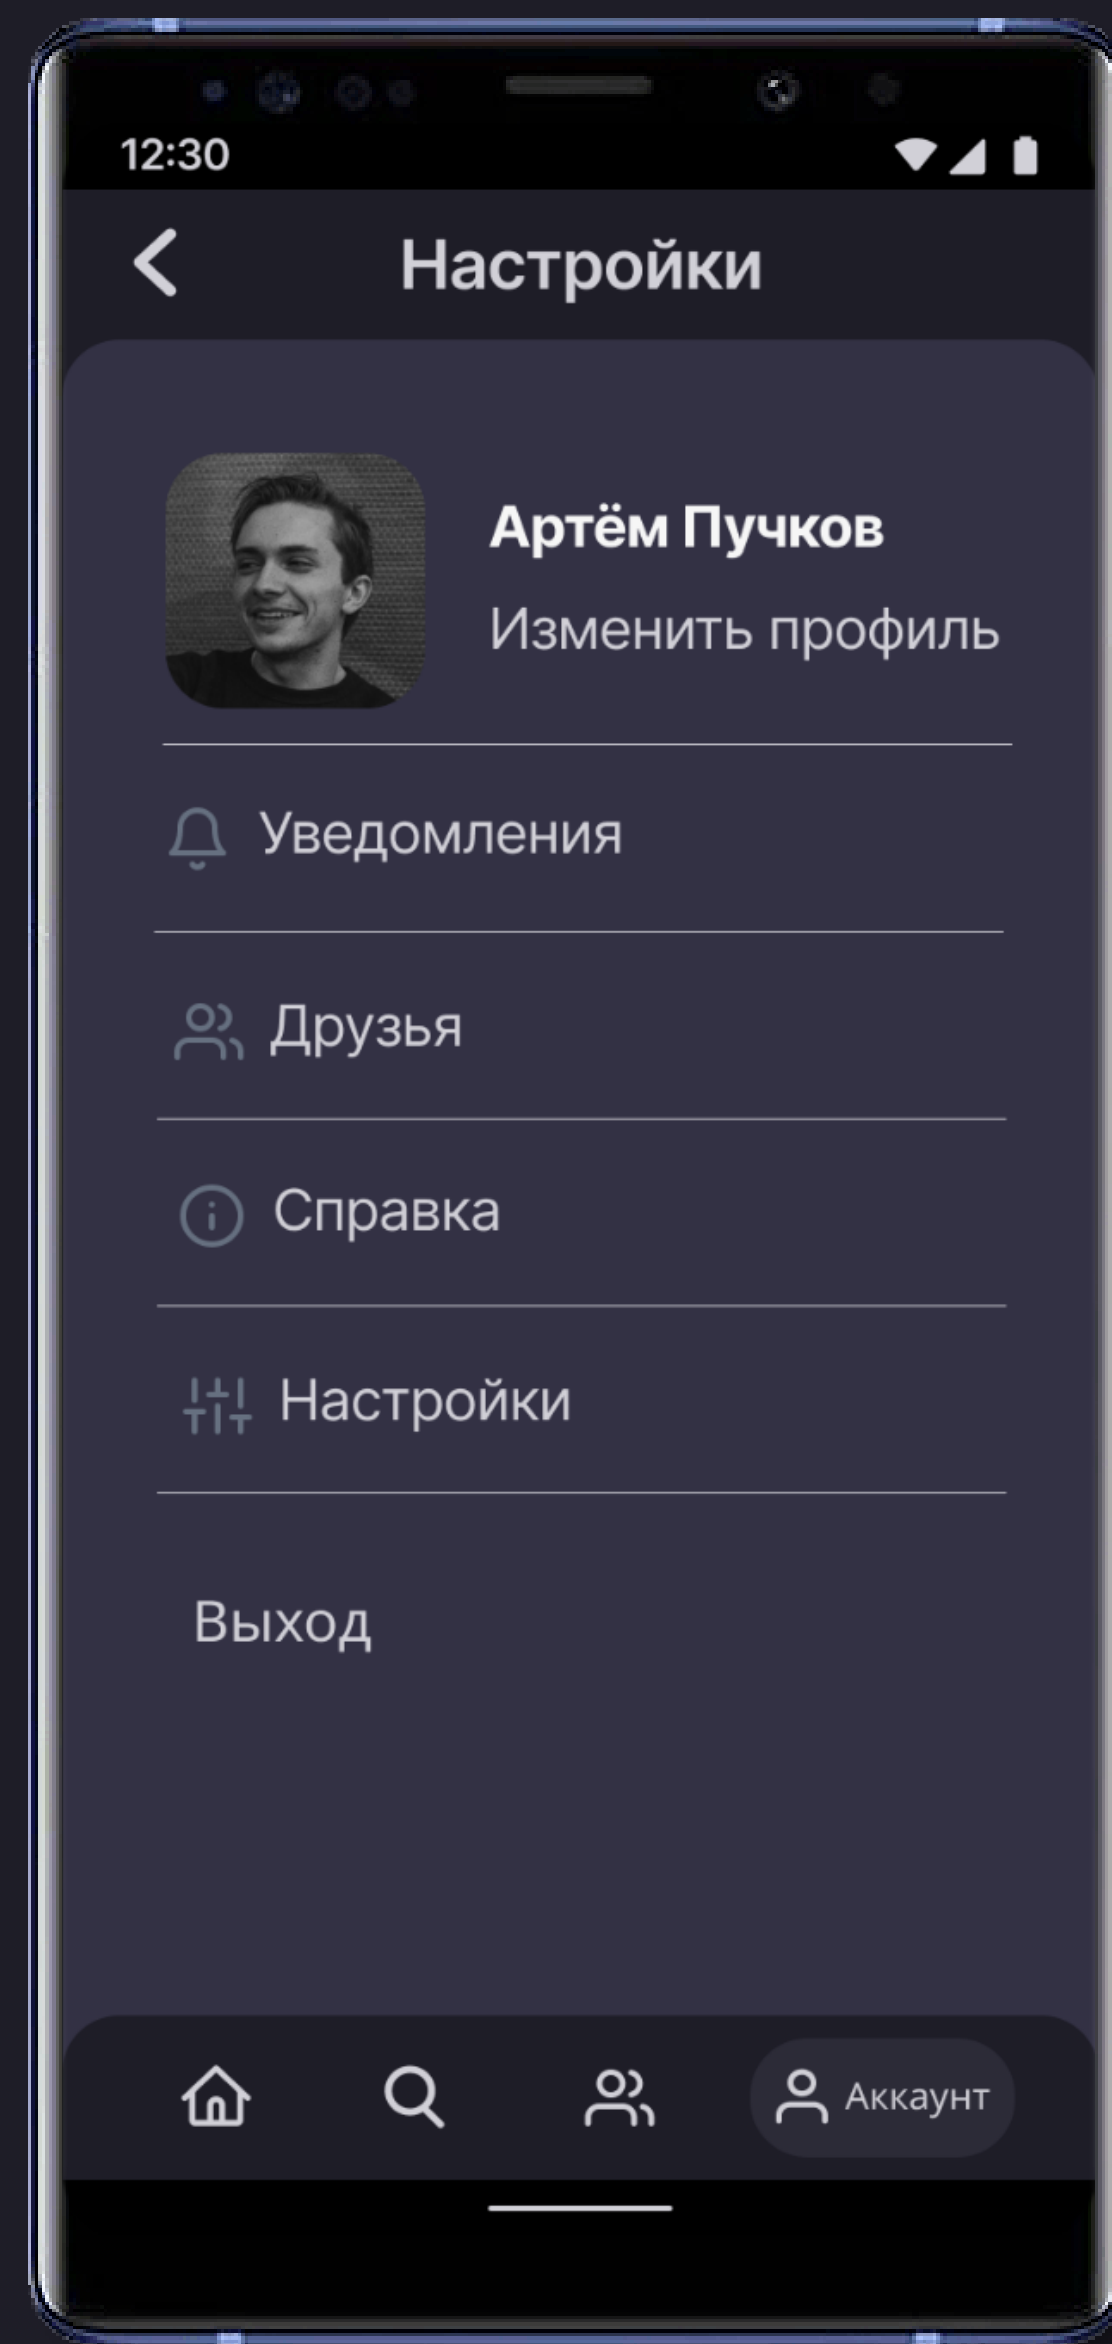 12:30
Настройки
Артём Пучков
Изменить профиль
Уведомления
Друзья
Справка
Настройки
Выход
Аккаунт